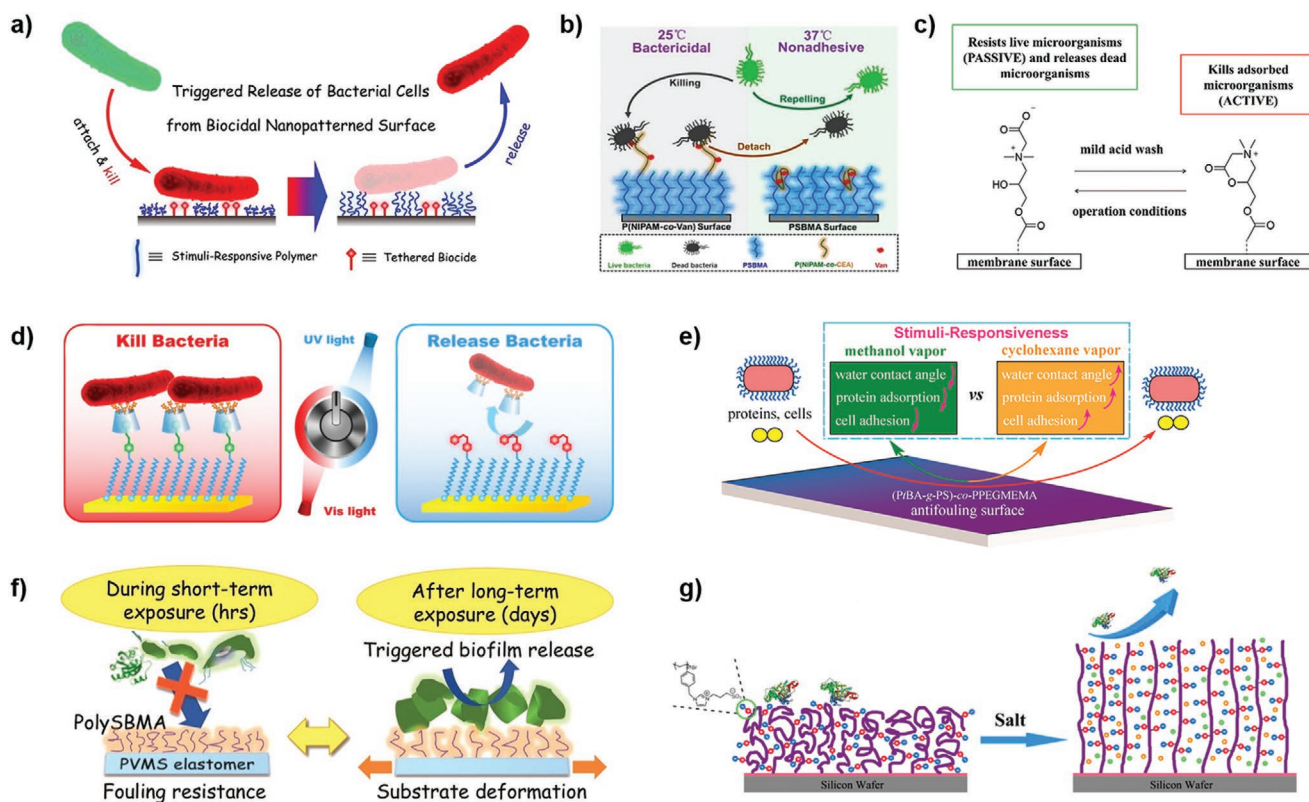 a)
Triggered Release of Bacterial Cells
from Biocidal Nanopatterned Surface
attach & kill
release
≡ Stimuli-Responsive Polymer
≡ Tethered Biocide
b)
25℃
Bactericidal
37℃
Nonadhesive
Killing
Repelling
Detach
P(NIPAM-co-Van) Surface
PSBMA Surface
Live bacteria
Dead bacteria
PSBMA
P(NIPAM-co-CEA)
Van
c)
Resists live microorganisms
(PASSIVE) and releases dead
microorganisms
Kills adsorbed
microorganisms
(ACTIVE)
mild acid wash
operation conditions
O
O⁻
N⁺
HO
O
O
membrane surface
O
N⁺
O
O
O
membrane surface
d)
Kill Bacteria
UV light
Release Bacteria
Vis light
e)
Stimuli-Responsiveness
methanol vapor
cyclohexane vapor
water contact angle
protein adsorption
cell adhesion
vs
water contact angle
protein adsorption
cell adhesion
proteins, cells
(PtBA-g-PS)-co-PPEGMEMA
antifouling surface
f)
During short-term
exposure (hrs)
After long-term
exposure (days)
Triggered biofilm release
PolySBMA
PVMS elastomer
Fouling resistance
Substrate deformation
g)
Salt
Silicon Wafer
Silicon Wafer